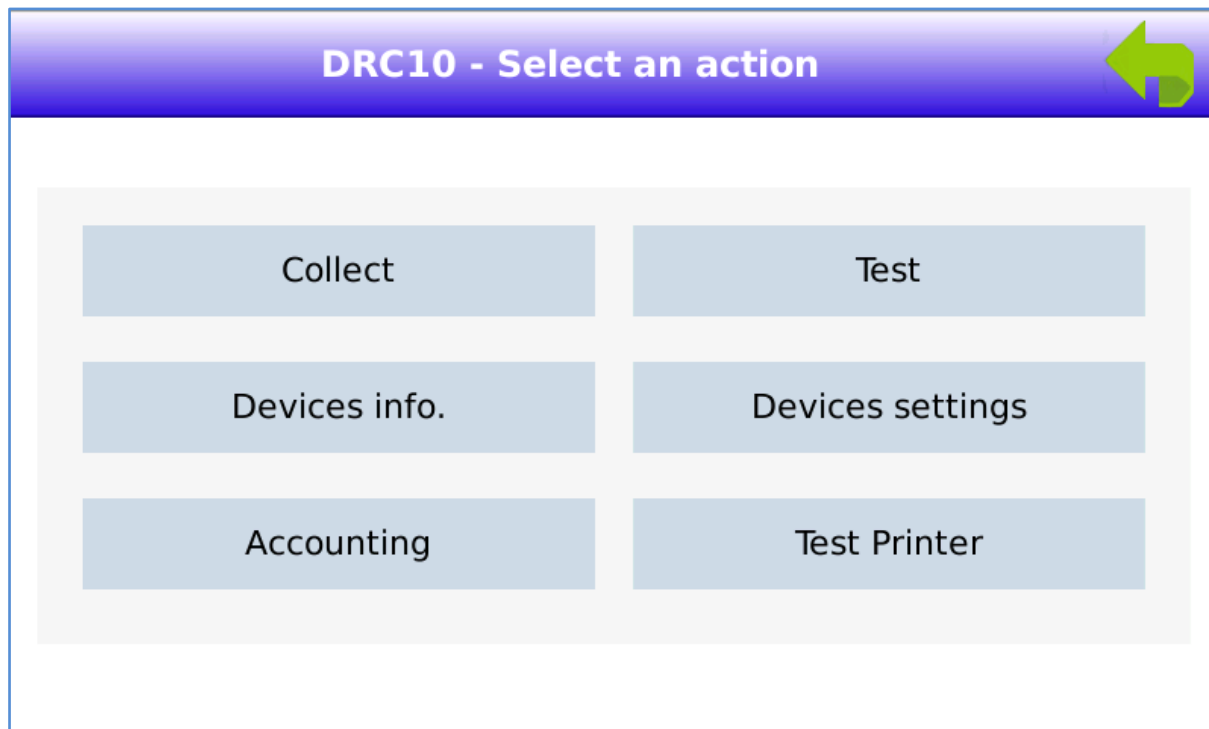 DRC10 - Select an action
Collect
Test
Devices info.
Devices settings
Accounting
Test Printer